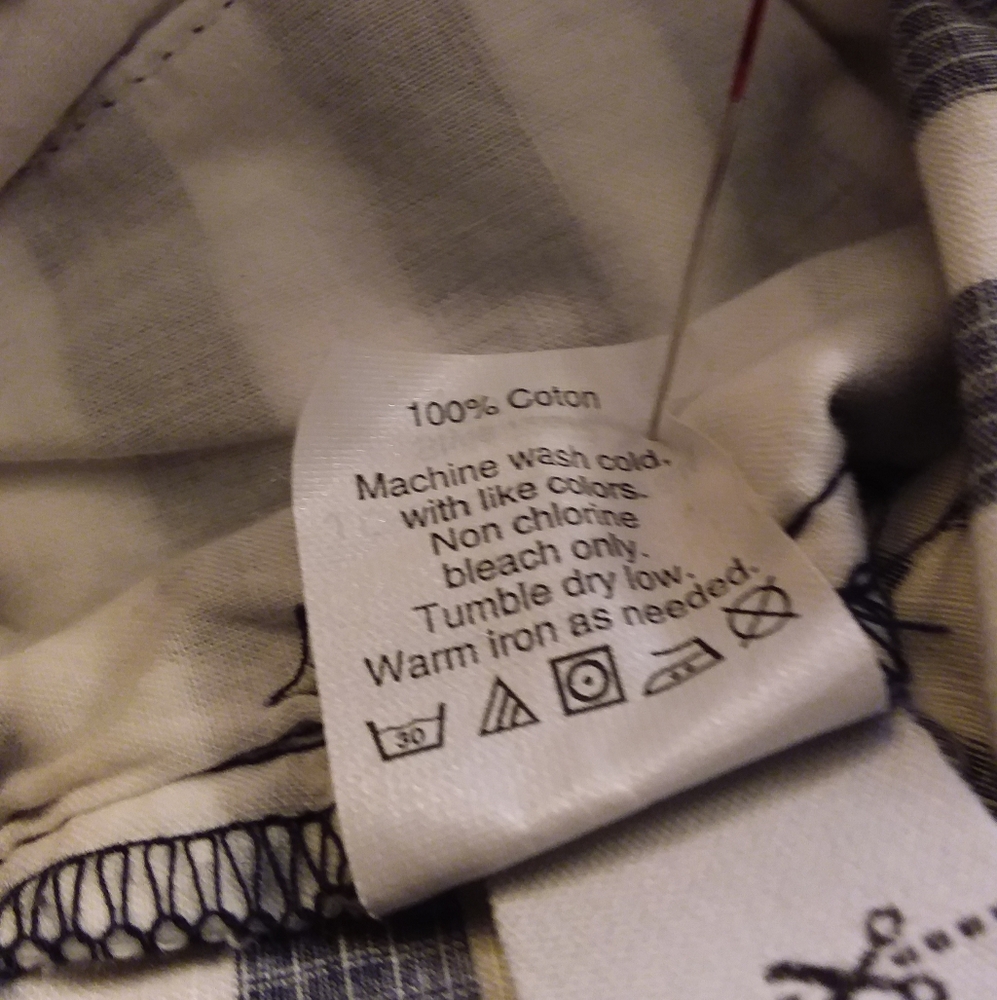 100% Coton
Machine wash cold.
with like colors.
Non chlorine
bleach only.
Tumble dry low.
Warm iron as needed.
30